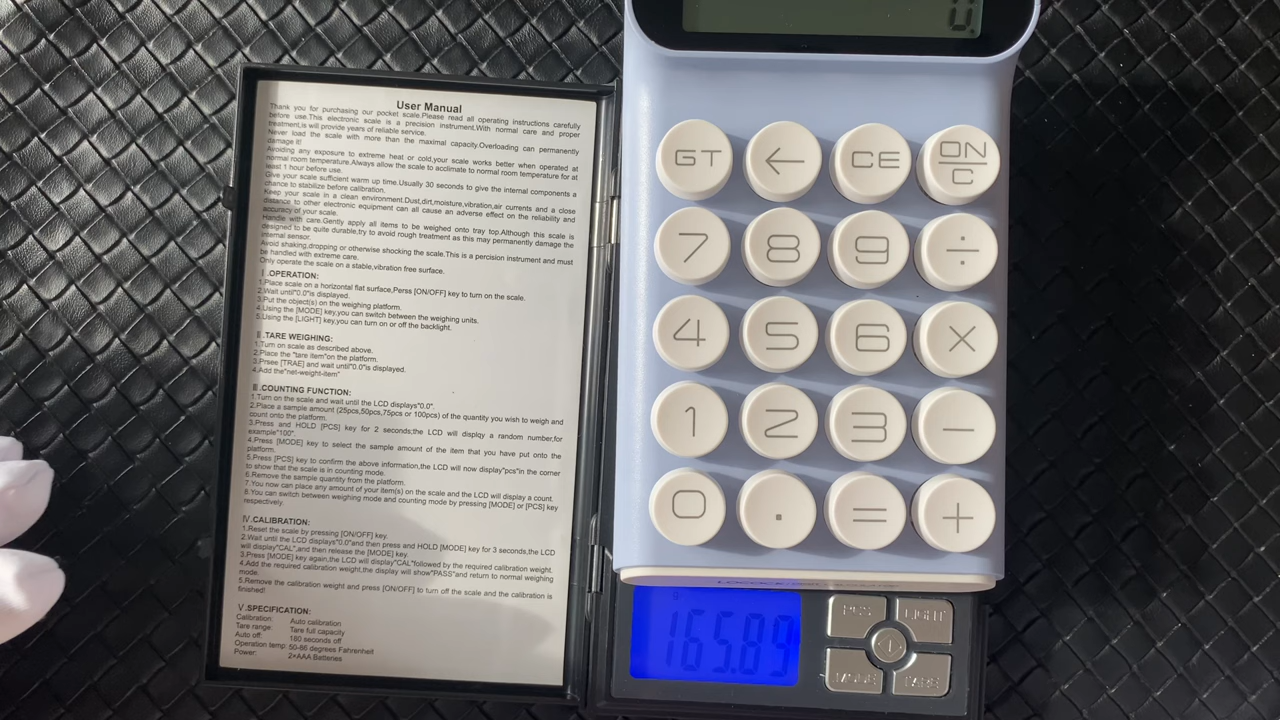 User Manual
Thank you for purchasing our pocket scale.Please read all operating instructions carefully
before use.This electronic scale is a precision instrument.With normal care and proper
treatment,is will provide years of reliable service.
Never load the scale with more than the maximal capacity.Overloading can permanently
damage it!
Avoiding any exposure to extreme heat or cold,your scale works better when operated at
normal room temperature.Always allow the scale to acclimate to normal room temperature for at
least 1 hour before use.
Give your scale sufficient warm up time.Usually 30 seconds to give the internal components a
chance to stabilize before calibration.
Keep your scale in a clean environment.Dust,dirt,moisture,vibration,air currents and a close
distance to other electronic equipment can all cause an adverse effect on the reliability and
accuracy of your scale.
Handle with care.Gently apply all items to be weighed onto tray top.Although this scale is
designed to be quite durable,try to avoid rough treatment as this may permanently damage the
internal sensor.
Avoid shaking,dropping or otherwise shocking the scale.This is a percision instrument and must
be handled with extreme care.
Only operate the scale on a stable,vibration free surface.
Ⅰ.OPERATION:
1.Place scale on a horizontal flat surface,Perss [ON/OFF] key to turn on the scale.
2.Wait until"0.0"is displayed.
3.Put the object(s) on the weighing platform.
4.Using the [MODE] key,you can switch between the weighing units.
5.Using the [LIGHT] key,you can turn on or off the backlight.
Ⅱ.TARE WEIGHING:
1.Turn on scale as described above.
2.Place the "tare item"on the platform.
3.Prsee [TRAE] and wait until"0.0"is displayed.
4.Add the"net-weight-item"
Ⅲ.COUNTING FUNCTION:
1.Turn on the scale and wait until the LCD displays"0.0".
2.Place a sample amount (25pcs,50pcs,75pcs or 100pcs) of the quantity you wish to weigh and
count onto the platform.
3.Press and HOLD [PCS] key for 2 seconds;the LCD will displqy a random number,for
example"100".
4.Press [MODE] key to select the sample amount of the item that you have put onto the
platform.
5.Press [PCS] key to confirm the above information,the LCD will now display"pcs"in the corner
to show that the scale is in counting mode.
6.Remove the sample quantity from the platform.
7.You now can place any amount of your item(s) on the scale and the LCD will display a count.
8.You can switch between weighing mode and counting mode by pressing [MODE] or [PCS] key
respectively.
Ⅳ.CALIBRATION:
1.Reset the scale by pressing [ON/OFF] key.
2.Wait until the LCD displays"0.0"and then press and HOLD [MODE] key for 3 seconds,the LCD
will display"CAL",and then release the [MODE] key.
3.Press [MODE] key again,the LCD will display"CAL"followed by the required calibration weight.
4.Add the required calibration weight,the display will show"PASS"and return to normal weighing
mode.
5.Remove the calibration weight and press [ON/OFF] to turn off the scale and the calibration is
finished!
Ⅴ.SPECIFICATION:
Calibration: Auto calibration
Tare range: Tare full capacity
Auto off: 180 seconds off
Operation temp: 50-86 degrees Fahrenheit
Power: 2×AAA Batteries
0.
GT ← CE ON/C
7 8 9 ÷
4 5 6 ×
1 2 3 −
0 . = +
g
165.89
PCS LIGHT
MODE TARE